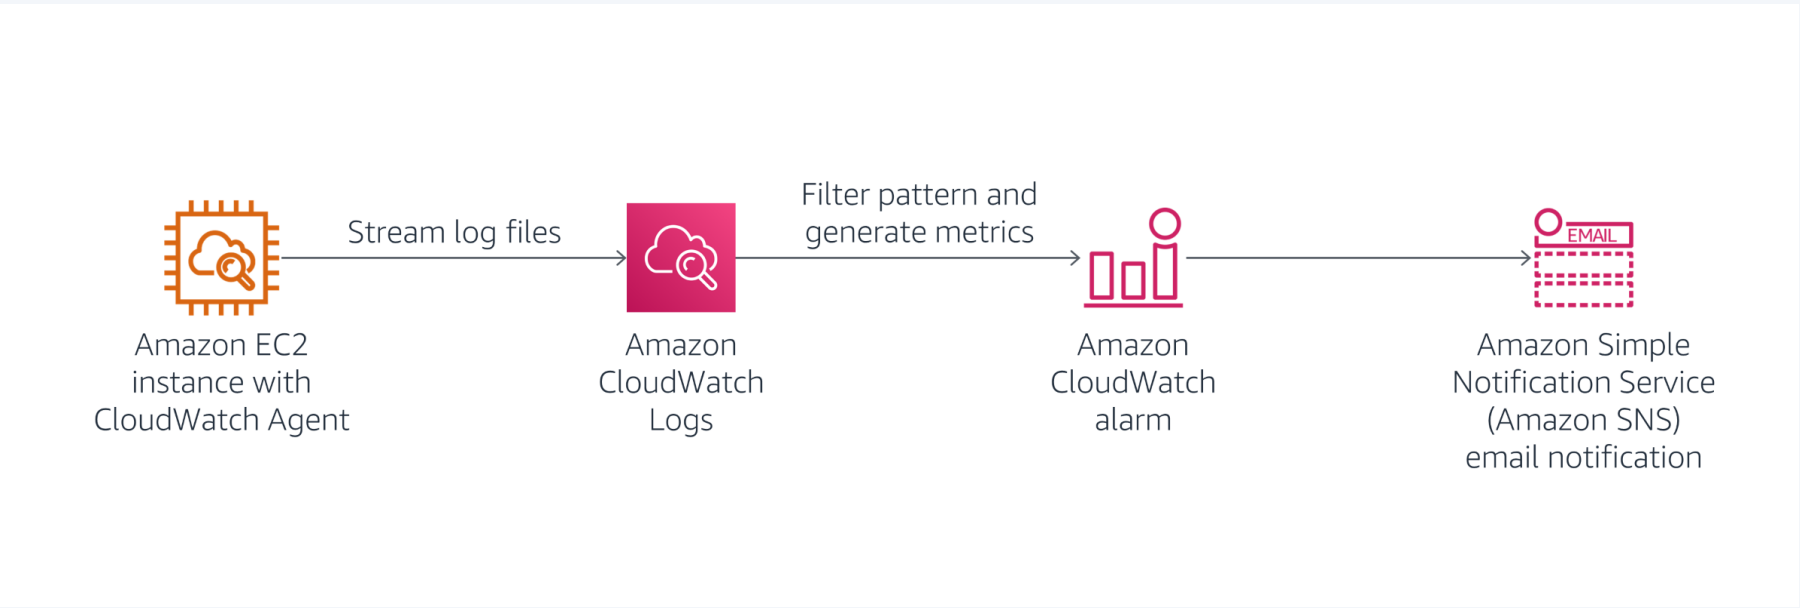 Filter pattern and
generate metrics
Stream log files
EMAIL
Amazon EC2
instance with
CloudWatch Agent
Amazon
CloudWatch
Logs
Amazon
CloudWatch
alarm
Amazon Simple
Notification Service
(Amazon SNS)
email notification